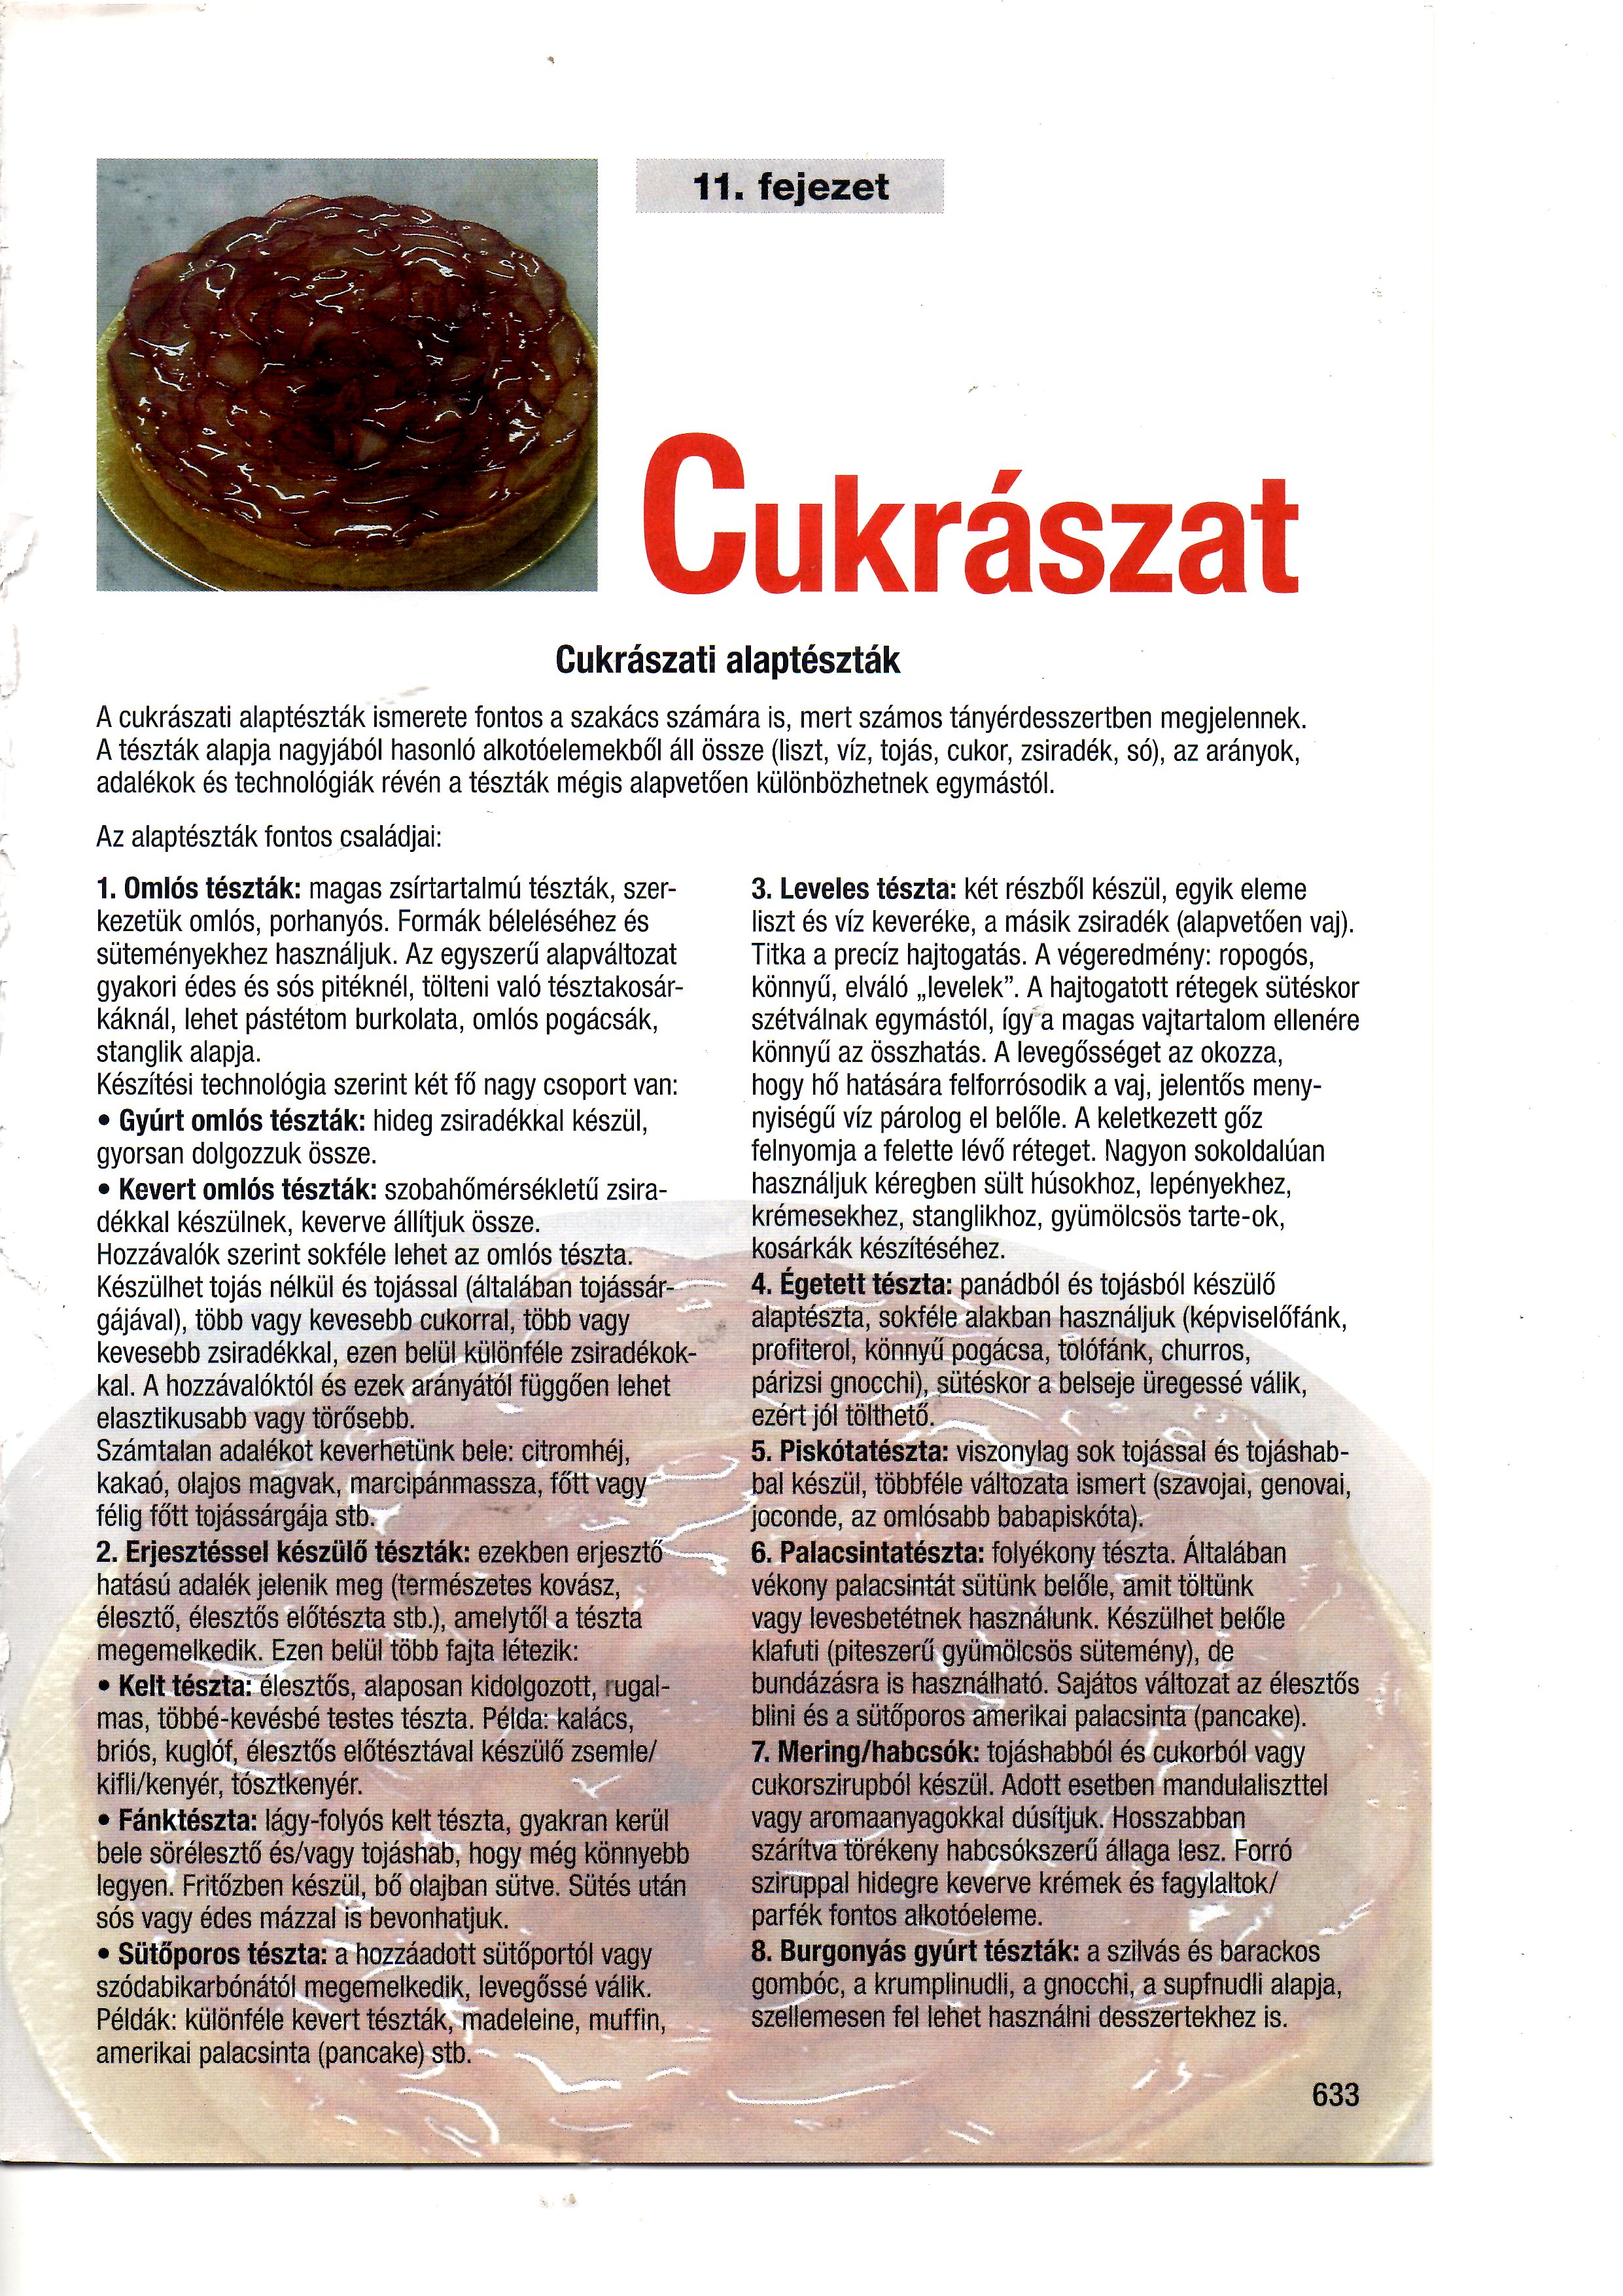 11. fejezet
Cukrászat
Cukrászati alaptészták
A cukrászati alaptészták ismerete fontos a szakács számára is, mert számos tányérdesszertben megjelennek.
A tészták alapja nagyjából hasonló alkotóelemekből áll össze (liszt, víz, tojás, cukor, zsiradék, só), az arányok,
adalékok és technológiák révén a tészták mégis alapvetően különbözhetnek egymástól.
Az alaptészták fontos családjai:
1. Omlós tészták: magas zsírtartalmú tészták, szer-
kezetük omlós, porhanyós. Formák béleléséhez és
süteményekhez használjuk. Az egyszerű alapváltozat
gyakori édes és sós pitéknél, tölteni való tésztakosár-
káknál, lehet pástétom burkolata, omlós pogácsák,
stanglik alapja.
Készítési technológia szerint két fő nagy csoport van:
• Gyúrt omlós tészták: hideg zsiradékkal készül,
gyorsan dolgozzuk össze.
• Kevert omlós tészták: szobahőmérsékletű zsira-
dékkal készülnek, keverve állítjuk össze.
Hozzávalók szerint sokféle lehet az omlós tészta.
Készülhet tojás nélkül és tojással (általában tojássár-
gájával), több vagy kevesebb cukorral, több vagy
kevesebb zsiradékkal, ezen belül különféle zsiradékok-
kal. A hozzávalóktól és ezek arányától függően lehet
elasztikusabb vagy törősebb.
Számtalan adalékot keverhetünk bele: citromhéj,
kakaó, olajos magvak, marcipánmassza, főtt vagy
félig főtt tojássárgája stb.
2. Erjesztéssel készülő tészták: ezekben erjesztő
hatású adalék jelenik meg (természetes kovász,
élesztő, élesztős előtészta stb.), amelytől a tészta
megemelkedik. Ezen belül több fajta létezik:
• Kelt tészta: élesztős, alaposan kidolgozott, rugal-
mas, többé-kevésbé testes tészta. Példa: kalács,
briós, kuglóf, élesztős előtésztával készülő zsemle/
kifli/kenyér, tósztkenyér.
• Fánktészta: lágy-folyós kelt tészta, gyakran kerül
bele sörélesztő és/vagy tojáshab, hogy még könnyebb
legyen. Fritőzben készül, bő olajban sütve. Sütés után
sós vagy édes mázzal is bevonhatjuk.
• Sütőporos tészta: a hozzáadott sütőportól vagy
szódabikarbónától megemelkedik, levegőssé válik.
Példák: különféle kevert tészták, madeleine, muffin,
amerikai palacsinta (pancake) stb.
3. Leveles tészta: két részből készül, egyik eleme
liszt és víz keveréke, a másik zsiradék (alapvetően vaj).
Titka a precíz hajtogatás. A végeredmény: ropogós,
könnyű, elváló „levelek”. A hajtogatott rétegek sütéskor
szétválnak egymástól, így a magas vajtartalom ellenére
könnyű az összhatás. A levegősséget az okozza,
hogy hő hatására felforrósodik a vaj, jelentős meny-
nyiségű víz párolog el belőle. A keletkezett gőz
felnyomja a felette lévő réteget. Nagyon sokoldalúan
használjuk kéregben sült húsokhoz, lepényekhez,
krémesekhez, stanglikhoz, gyümölcsös tarte-ok,
kosárkák készítéséhez.
4. Égetett tészta: panádból és tojásból készülő
alaptészta, sokféle alakban használjuk (képviselőfánk,
profiterol, könnyű pogácsa, tolófánk, churros,
párizsi gnocchi), sütéskor a belseje üregessé válik,
ezért jól tölthető.
5. Piskótatészta: viszonylag sok tojással és tojáshab-
bal készül, többféle változata ismert (szavojai, genovai,
joconde, az omlósabb babapiskóta).
6. Palacsintatészta: folyékony tészta. Általában
vékony palacsintát sütünk belőle, amit töltünk
vagy levesbetétnek használunk. Készülhet belőle
klafuti (piteszerű gyümölcsös sütemény), de
bundázásra is használható. Sajátos változat az élesztős
blini és a sütőporos amerikai palacsinta (pancake).
7. Mering/habcsók: tojáshabból és cukorból vagy
cukorszirupból készül. Adott esetben mandulaliszttel
vagy aromaanyagokkal dúsítjuk. Hosszabban
szárítva törékeny habcsókszerű állaga lesz. Forró
sziruppal hidegre keverve krémek és fagylaltok/
parfék fontos alkotóeleme.
8. Burgonyás gyúrt tészták: a szilvás és barackos
gombóc, a krumplinudli, a gnocchi, a supfnudli alapja,
szellemesen fel lehet használni desszertekhez is.
633